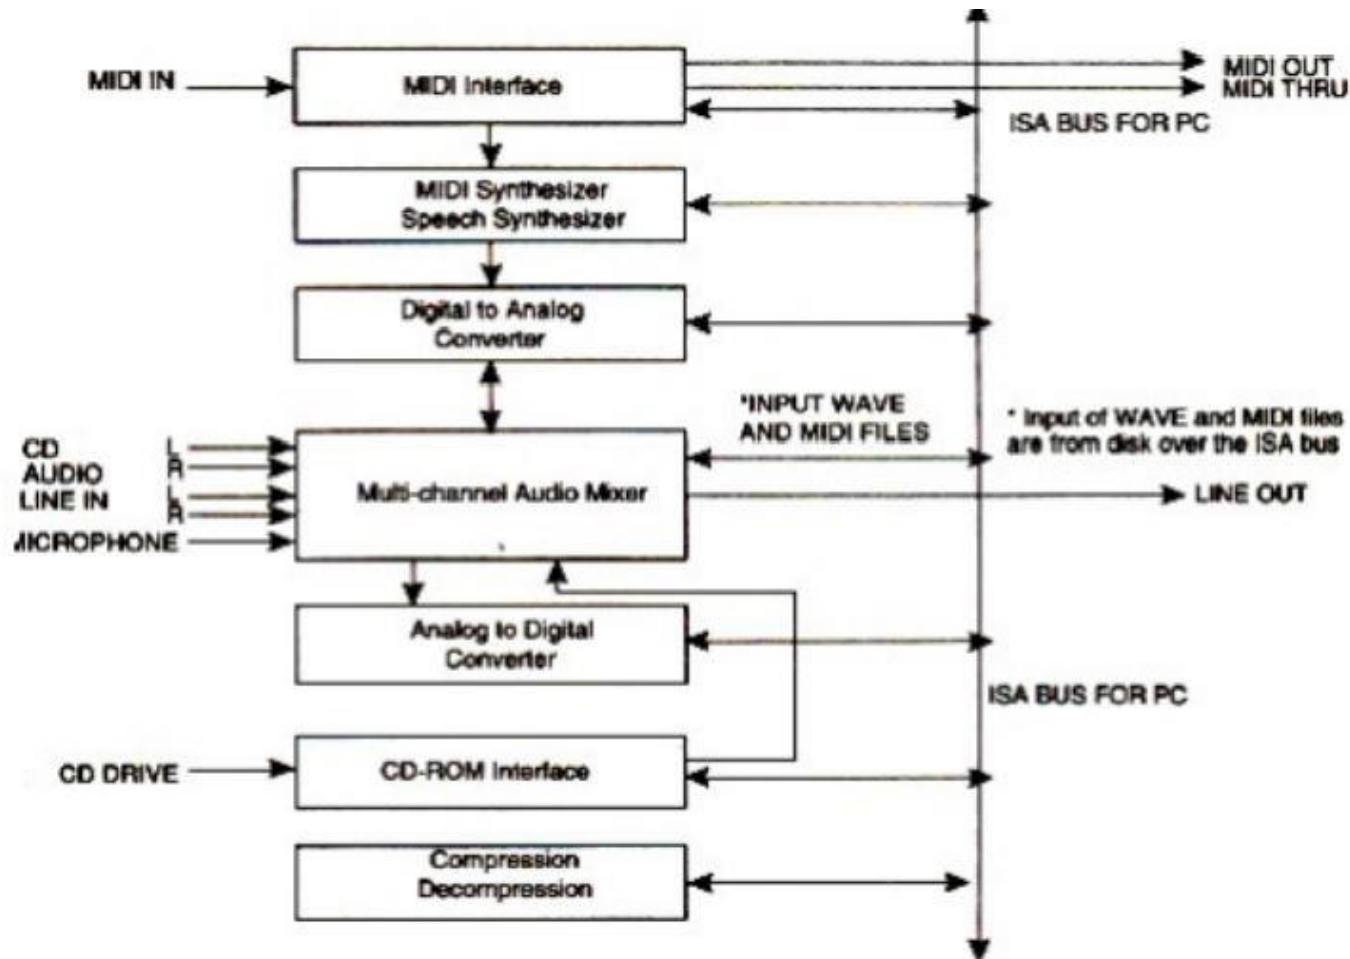 MIDI IN
MIDI Interface
MIDI OUT
MIDI THRU
ISA BUS FOR PC
MIDI Synthesizer
Speech Synthesizer
Digital to Analog
Converter
*INPUT WAVE
AND MIDI FILES
* Input of WAVE and MIDI files
are from disk over the ISA bus
CD L
AUDIO R
LINE IN L
R
MICROPHONE
Multi-channel Audio Mixer
LINE OUT
Analog to Digital
Converter
ISA BUS FOR PC
CD DRIVE
CD-ROM Interface
Compression
Decompression